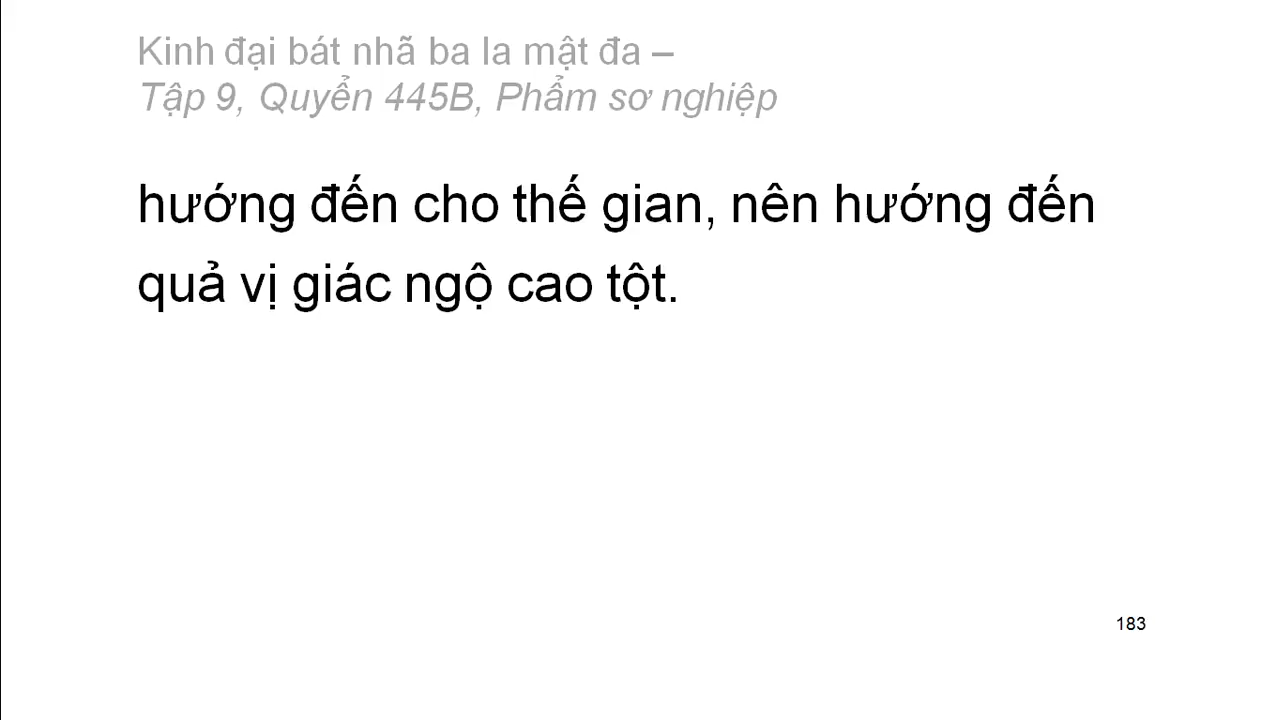 Kinh đại bát nhã ba la mật đa –
Tập 9, Quyển 445B, Phẩm sơ nghiệp
hướng đến cho thế gian, nên hướng đến
quả vị giác ngộ cao tột.
183